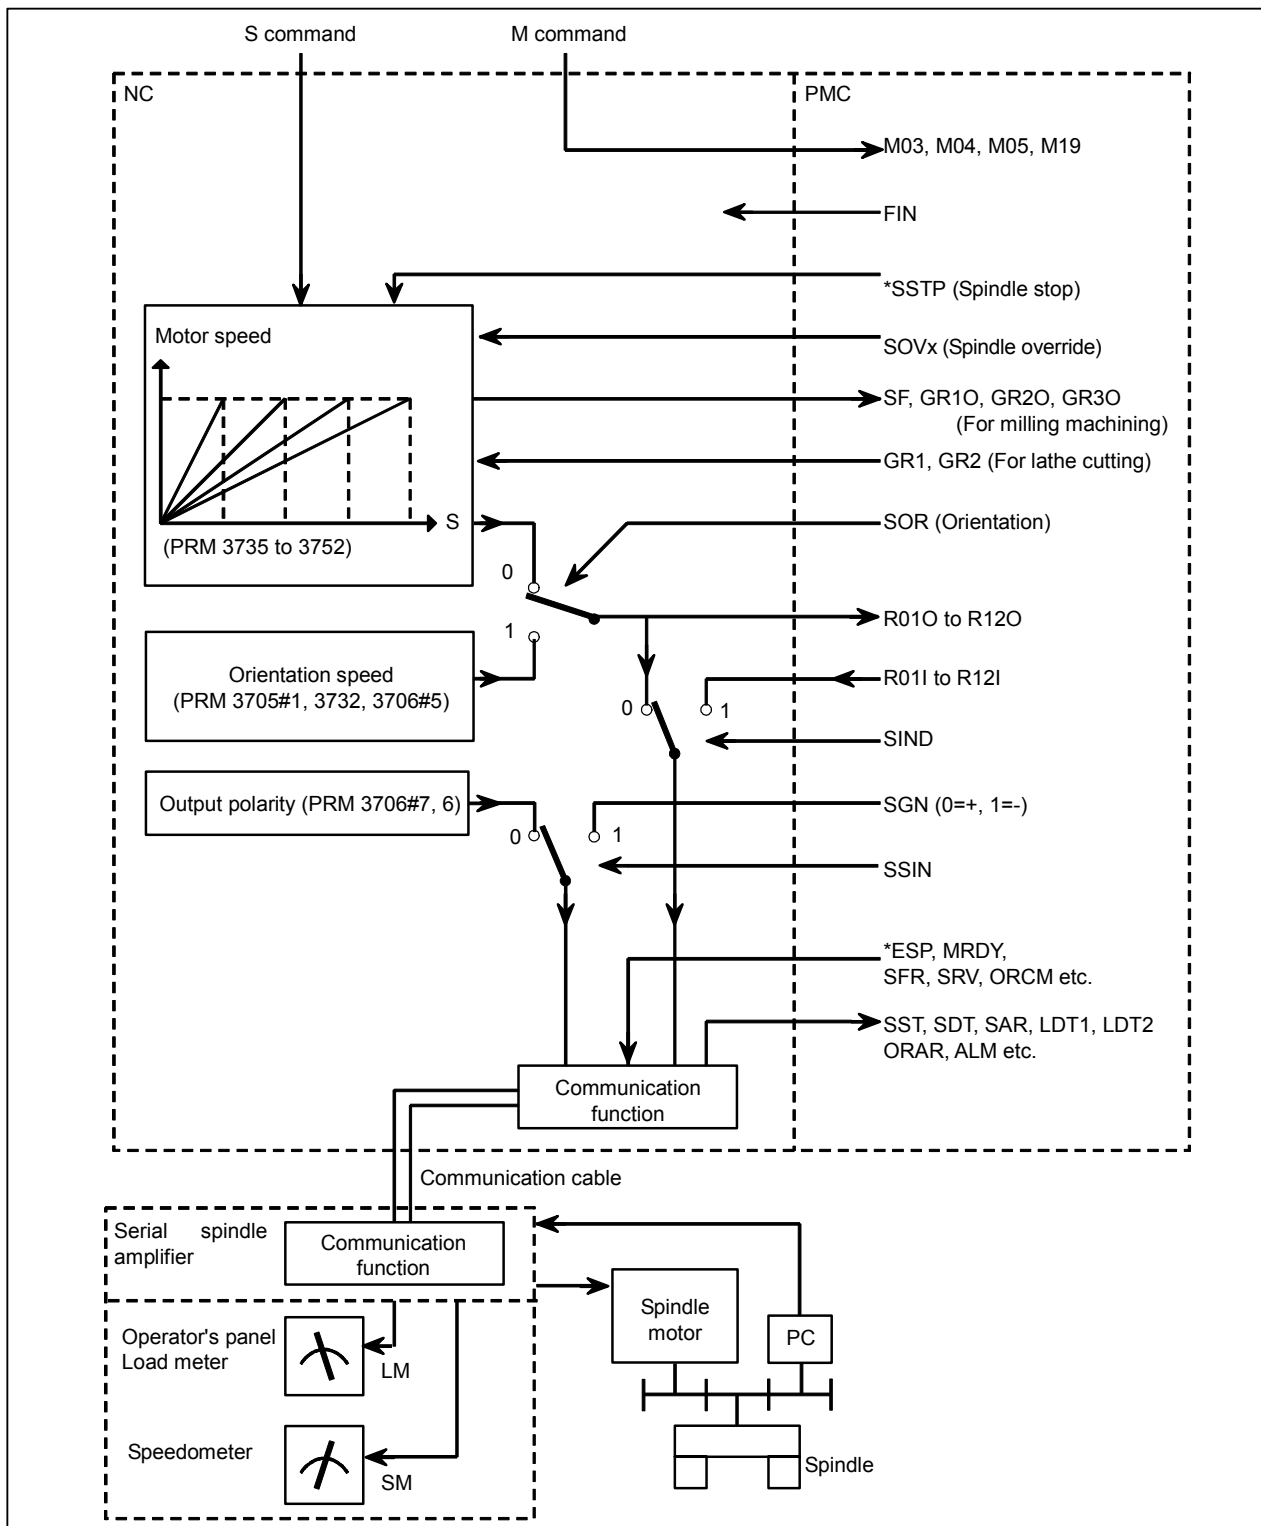 S command
M command
NC
PMC
M03, M04, M05, M19
FIN
*SSTP (Spindle stop)
Motor speed
SOVx (Spindle override)
SF, GR1O, GR2O, GR3O
(For milling machining)
GR1, GR2 (For lathe cutting)
S
SOR (Orientation)
(PRM 3735 to 3752)
0
1
R01O to R12O
Orientation speed
(PRM 3705#1, 3732, 3706#5)
R01I to R12I
0
1
SIND
Output polarity (PRM 3706#7, 6)
SGN (0=+, 1=-)
0
1
SSIN
*ESP, MRDY,
SFR, SRV, ORCM etc.
SST, SDT, SAR, LDT1, LDT2
ORAR, ALM etc.
Communication
function
Communication cable
Serial spindle
amplifier
Communication
function
Spindle
motor
PC
Operator's panel
Load meter
LM
Speedometer
SM
Spindle